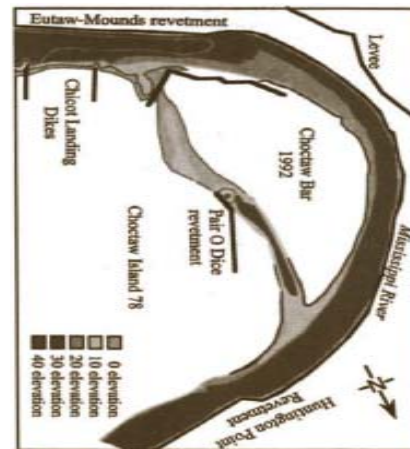 Eutaw-Mounds revetment
Levee
Choctaw Bar
1992
Mississippi River
Chicot Landing
Dikes
Pair O Dice
revetment
Choctaw Island 78
N
Huntington Point
Revetment
0 elevation
10 elevation
20 elevation
30 elevation
40 elevation